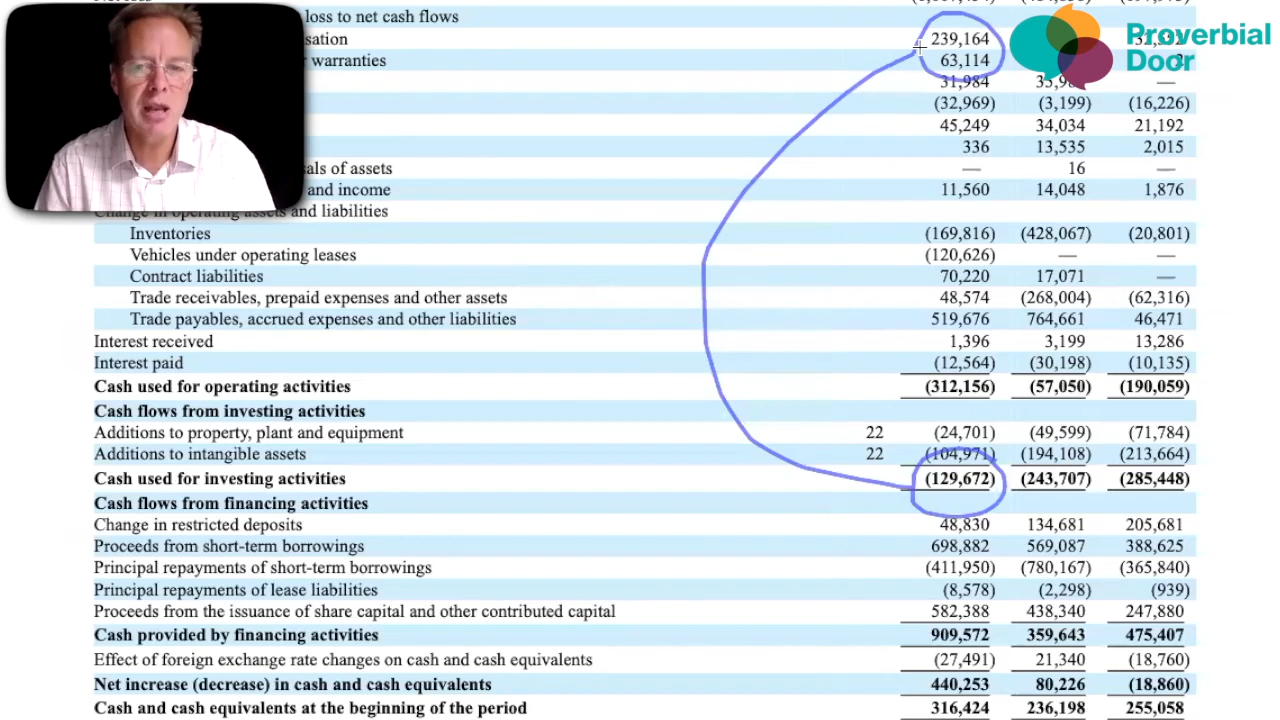 loss to net cash flows
sation 239,164
r warranties 63,114
31,984 —
(32,969) (3,199) (16,226)
45,249 34,034 21,192
336 13,535 2,015
sals of assets — 16 —
and income 11,560 14,048 1,876
Change in operating assets and liabilities
Inventories (169,816) (428,067) (20,801)
Vehicles under operating leases (120,626) — —
Contract liabilities 70,220 17,071 —
Trade receivables, prepaid expenses and other assets 48,574 (268,004) (62,316)
Trade payables, accrued expenses and other liabilities 519,676 764,661 46,471
Interest received 1,396 3,199 13,286
Interest paid (12,564) (30,198) (10,135)
Cash used for operating activities (312,156) (57,050) (190,059)
Cash flows from investing activities
Additions to property, plant and equipment 22 (24,701) (49,599) (71,784)
Additions to intangible assets 22 (104,971) (194,108) (213,664)
Cash used for investing activities (129,672) (243,707) (285,448)
Cash flows from financing activities
Change in restricted deposits 48,830 134,681 205,681
Proceeds from short-term borrowings 698,882 569,087 388,625
Principal repayments of short-term borrowings (411,950) (780,167) (365,840)
Principal repayments of lease liabilities (8,578) (2,298) (939)
Proceeds from the issuance of share capital and other contributed capital 582,388 438,340 247,880
Cash provided by financing activities 909,572 359,643 475,407
Effect of foreign exchange rate changes on cash and cash equivalents (27,491) 21,340 (18,760)
Net increase (decrease) in cash and cash equivalents 440,253 80,226 (18,860)
Cash and cash equivalents at the beginning of the period 316,424 236,198 255,058
Proverbial
Door